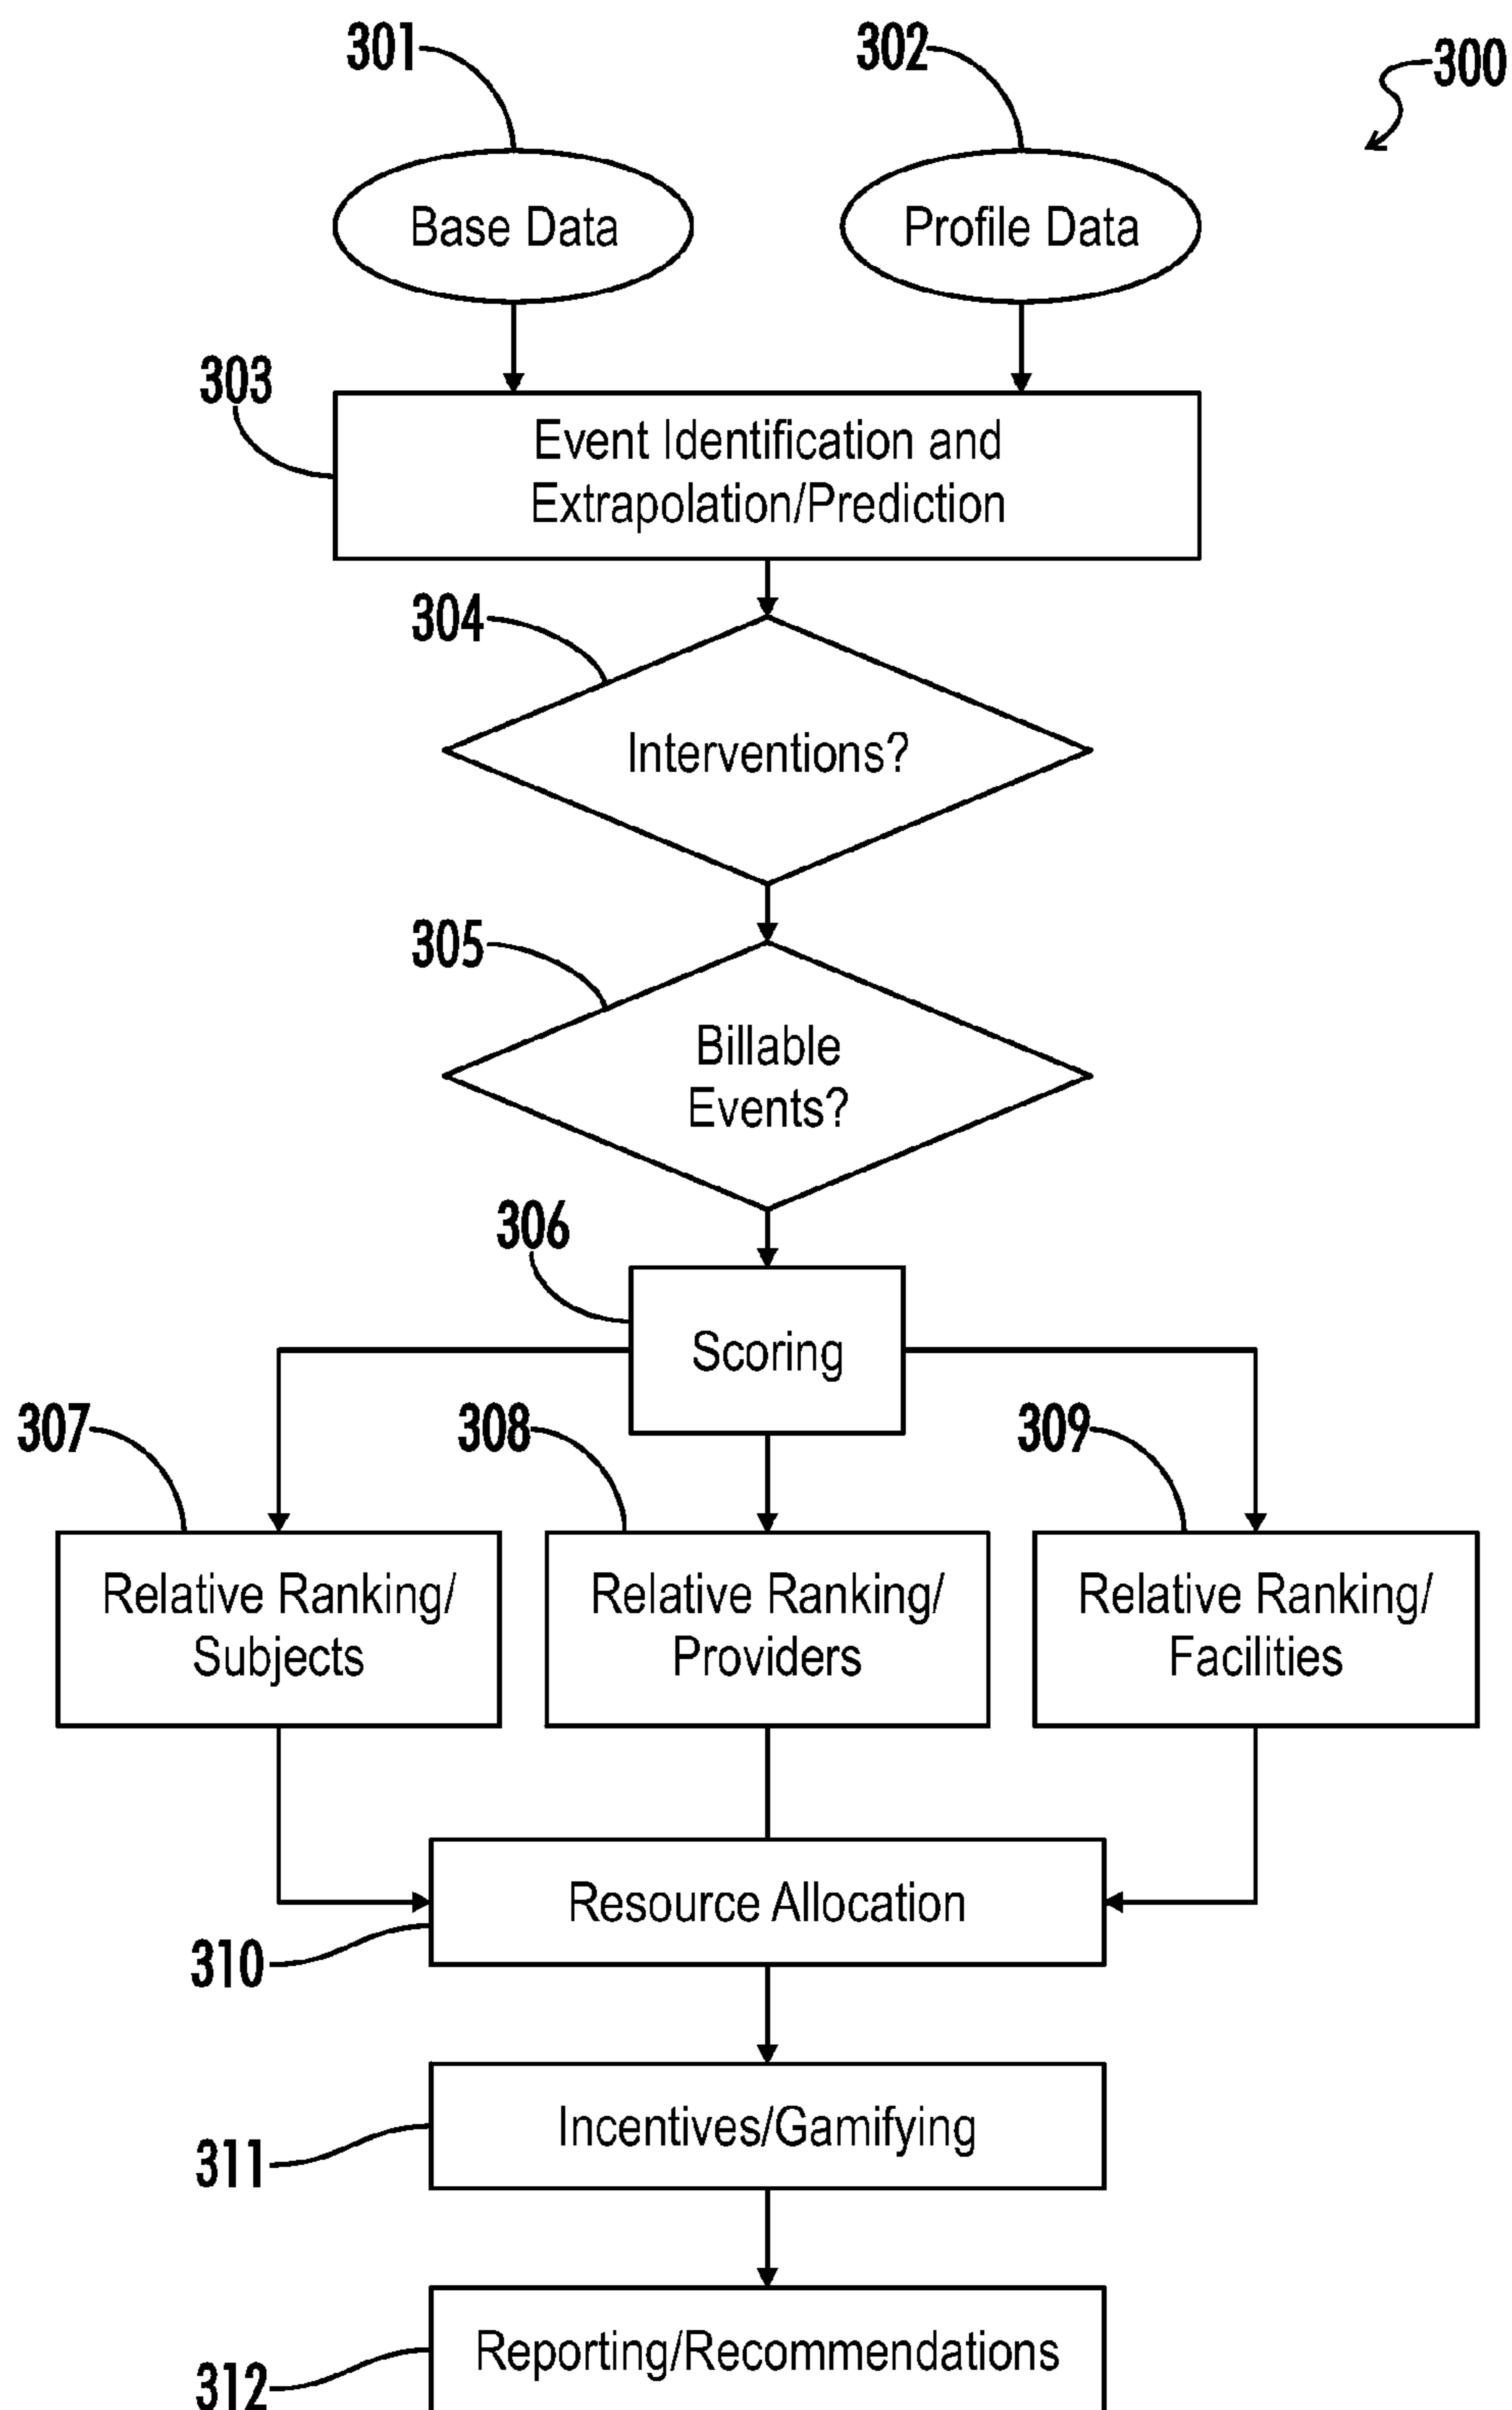 301
302
300
Base Data
Profile Data
303
Event Identification and
Extrapolation/Prediction
304
Interventions?
305
Billable
Events?
306
Scoring
307
308
309
Relative Ranking/
Subjects
Relative Ranking/
Providers
Relative Ranking/
Facilities
Resource Allocation
310
Incentives/Gamifying
311
Reporting/Recommendations
312